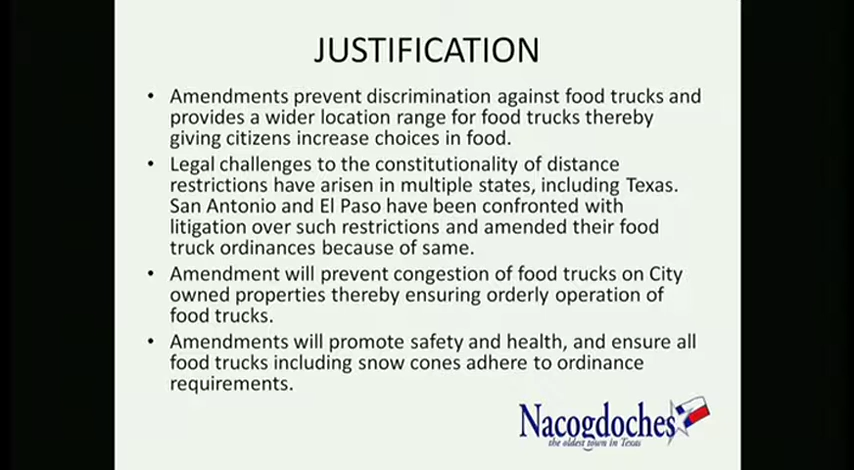 JUSTIFICATION
• Amendments prevent discrimination against food trucks and
provides a wider location range for food trucks thereby
giving citizens increase choices in food.
• Legal challenges to the constitutionality of distance
restrictions have arisen in multiple states, including Texas.
San Antonio and El Paso have been confronted with
litigation over such restrictions and amended their food
truck ordinances because of same.
• Amendment will prevent congestion of food trucks on City
owned properties thereby ensuring orderly operation of
food trucks.
• Amendments will promote safety and health, and ensure all
food trucks including snow cones adhere to ordinance
requirements.
Nacogdoches
the oldest town in Texas